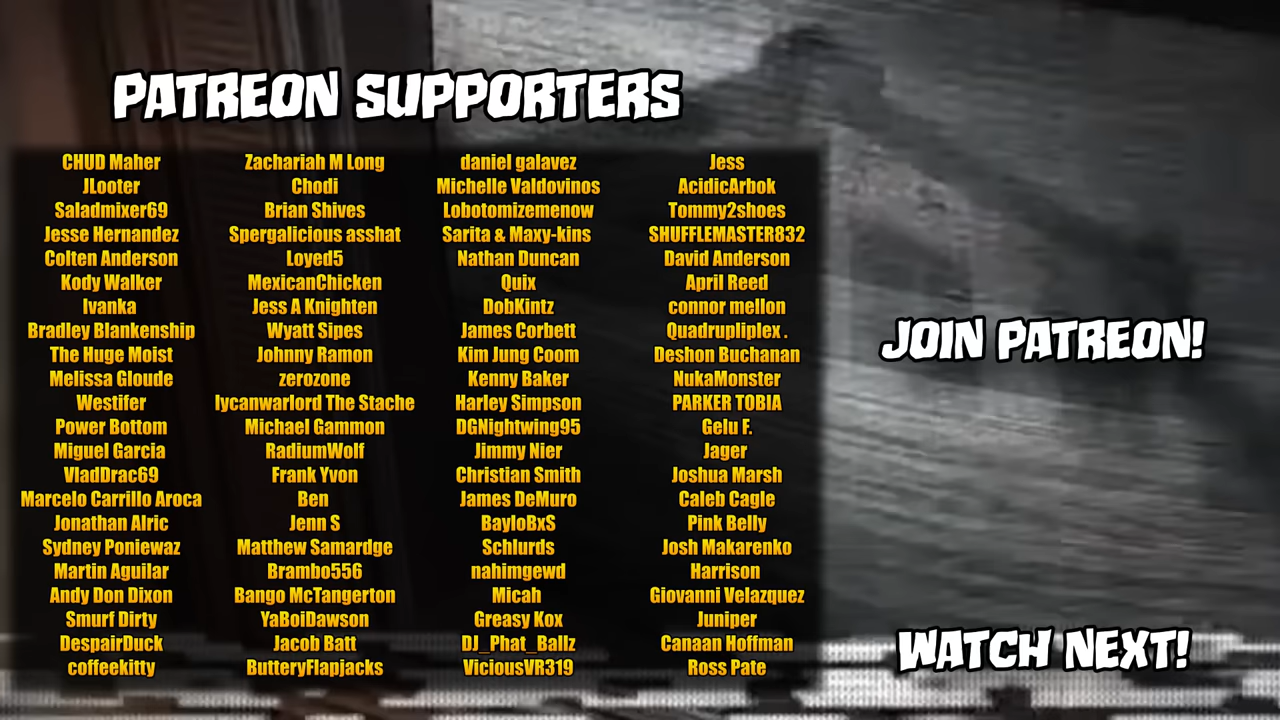 PATREON SUPPORTERS
CHUD Maher
JLooter
Saladmixer69
Jesse Hernandez
Colten Anderson
Kody Walker
Ivanka
Bradley Blankenship
The Huge Moist
Melissa Gloude
Westifer
Power Bottom
Miguel Garcia
VladDrac69
Marcelo Carrillo Aroca
Jonathan Alric
Sydney Poniewaz
Martin Aguilar
Andy Don Dixon
Smurf Dirty
DespairDuck
coffeekitty
Zachariah M Long
Chodi
Brian Shives
Spergalicious asshat
Loyed5
MexicanChicken
Jess A Knighten
Wyatt Sipes
Johnny Ramon
zerozone
lycanwarlord The Stache
Michael Gammon
RadiumWolf
Frank Yvon
Ben
Jenn S
Matthew Samardge
Brambo556
Bango McTangerton
YaBoiDawson
Jacob Batt
ButteryFlapjacks
daniel galavez
Michelle Valdovinos
Lobotomizemenow
Sarita & Maxy-kins
Nathan Duncan
Quix
DobKintz
James Corbett
Kim Jung Coom
Kenny Baker
Harley Simpson
DGNightwing95
Jimmy Nier
Christian Smith
James DeMuro
BayloBxS
Schlurds
nahimgewd
Micah
Greasy Kox
DJ_Phat_Ballz
ViciousVR319
Jess
AcidicArbok
Tommy2shoes
SHUFFLEMASTER832
David Anderson
April Reed
connor mellon
Quadrupliplex .
Deshon Buchanan
NukaMonster
PARKER TOBIA
Gelu F.
Jager
Joshua Marsh
Caleb Cagle
Pink Belly
Josh Makarenko
Harrison
Giovanni Velazquez
Juniper
Canaan Hoffman
Ross Pate
JOIN PATREON!
WATCH NEXT!